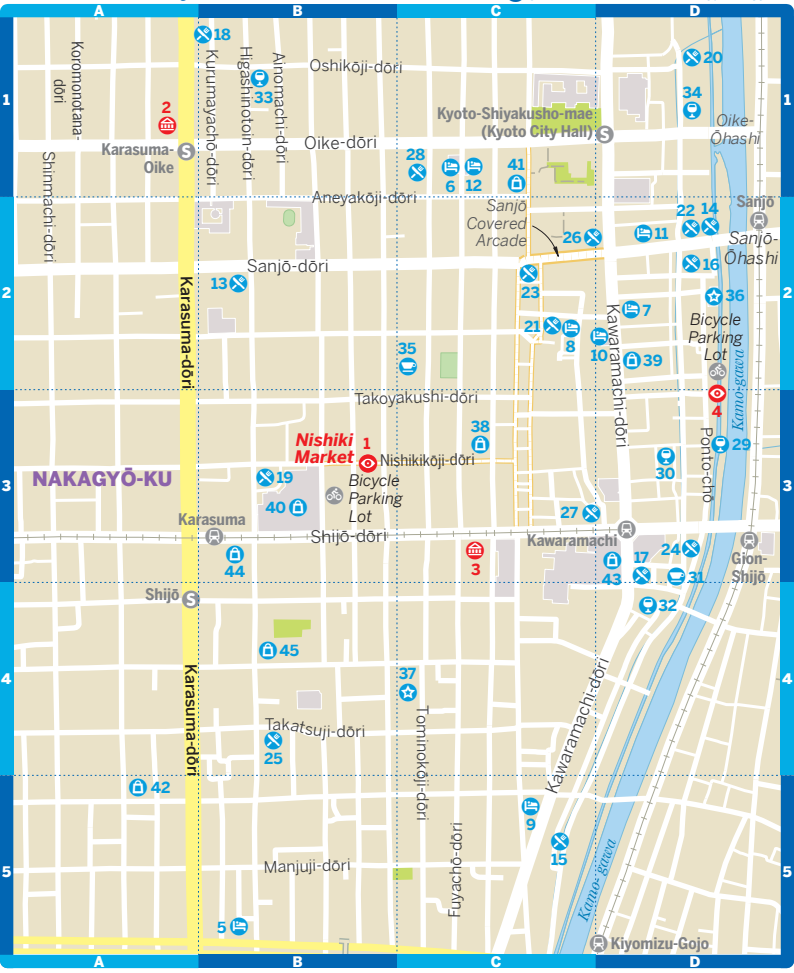 A
B
C
D
18
20
Koromonotana-
dōri
Kurumayachō-dōri
Higashinotoin-dōri
Ainomachi-dōri
Oshikōji-dōri
33
34
1
2
1
Kyoto-Shiyakusho-mae
(Kyoto City Hall)
S
Oike-
Ōhashi
Karasuma-
Oike
S
Oike-dōri
Shinmachi-dōri
28
6
12
41
Aneyakōji-dōri
Sanjō
Covered
Arcade
26
11
22
14
Sanjō
Sanjō-
Ōhashi
Sanjō-dōri
13
23
16
2
36
2
Karasuma-dōri
7
21
8
10
Kawaramachi-dōri
39
Bicycle
Parking
Lot
Kamo-gawa
35
Takoyakushi-dōri
4
38
Nishiki
Market
1
Nishikikōji-dōri
29
30
Ponto-chō
NAKAGYŌ-KU
19
3
Bicycle
Parking
Lot
3
40
27
Karasuma
Shijō-dōri
Kawaramachi
44
3
43
17
24
31
Gion-
Shijō
Shijō
S
32
45
4
37
4
Karasuma-dōri
Takatsuji-dōri
25
Tominokōji-dōri
Kawaramachi-dōri
42
9
15
Fuyachō-dōri
5
Manjuji-dōri
5
Kamo-gawa
5
Kiyomizu-Gojo
A
B
C
D